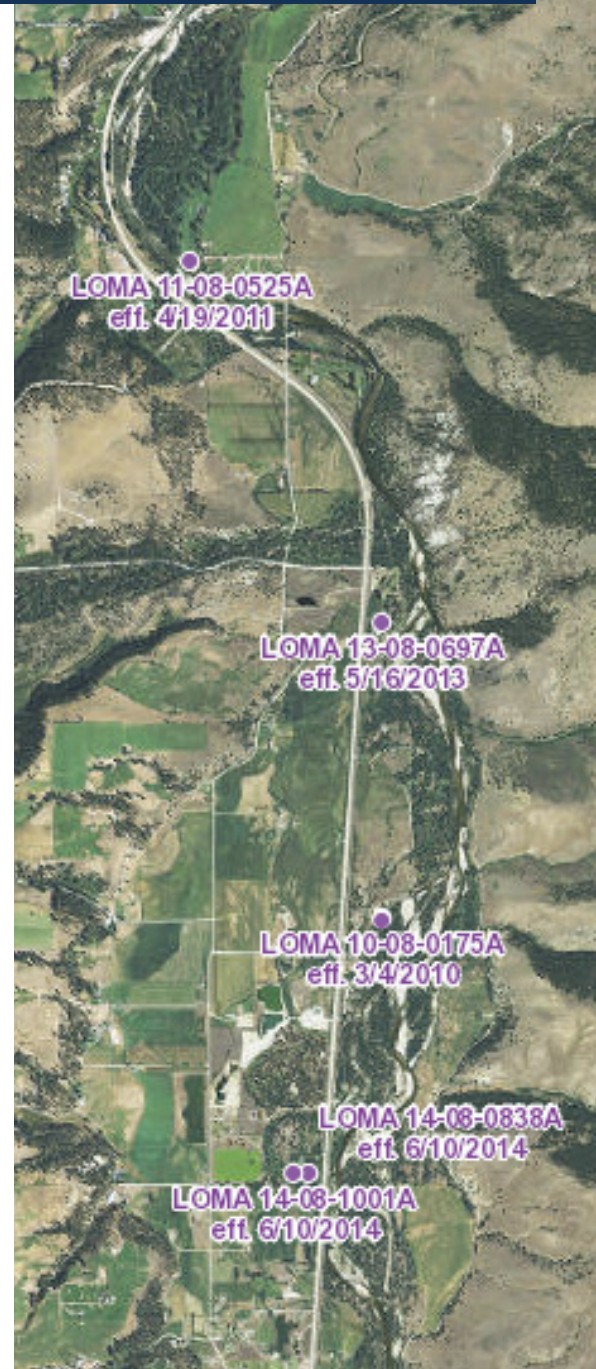 LOMA 11-08-0525A
eff. 4/19/2011
LOMA 13-08-0697A
eff. 5/16/2013
LOMA 10-08-0175A
eff. 3/4/2010
LOMA 14-08-0838A
eff. 6/10/2014
LOMA 14-08-1001A
eff. 6/10/2014